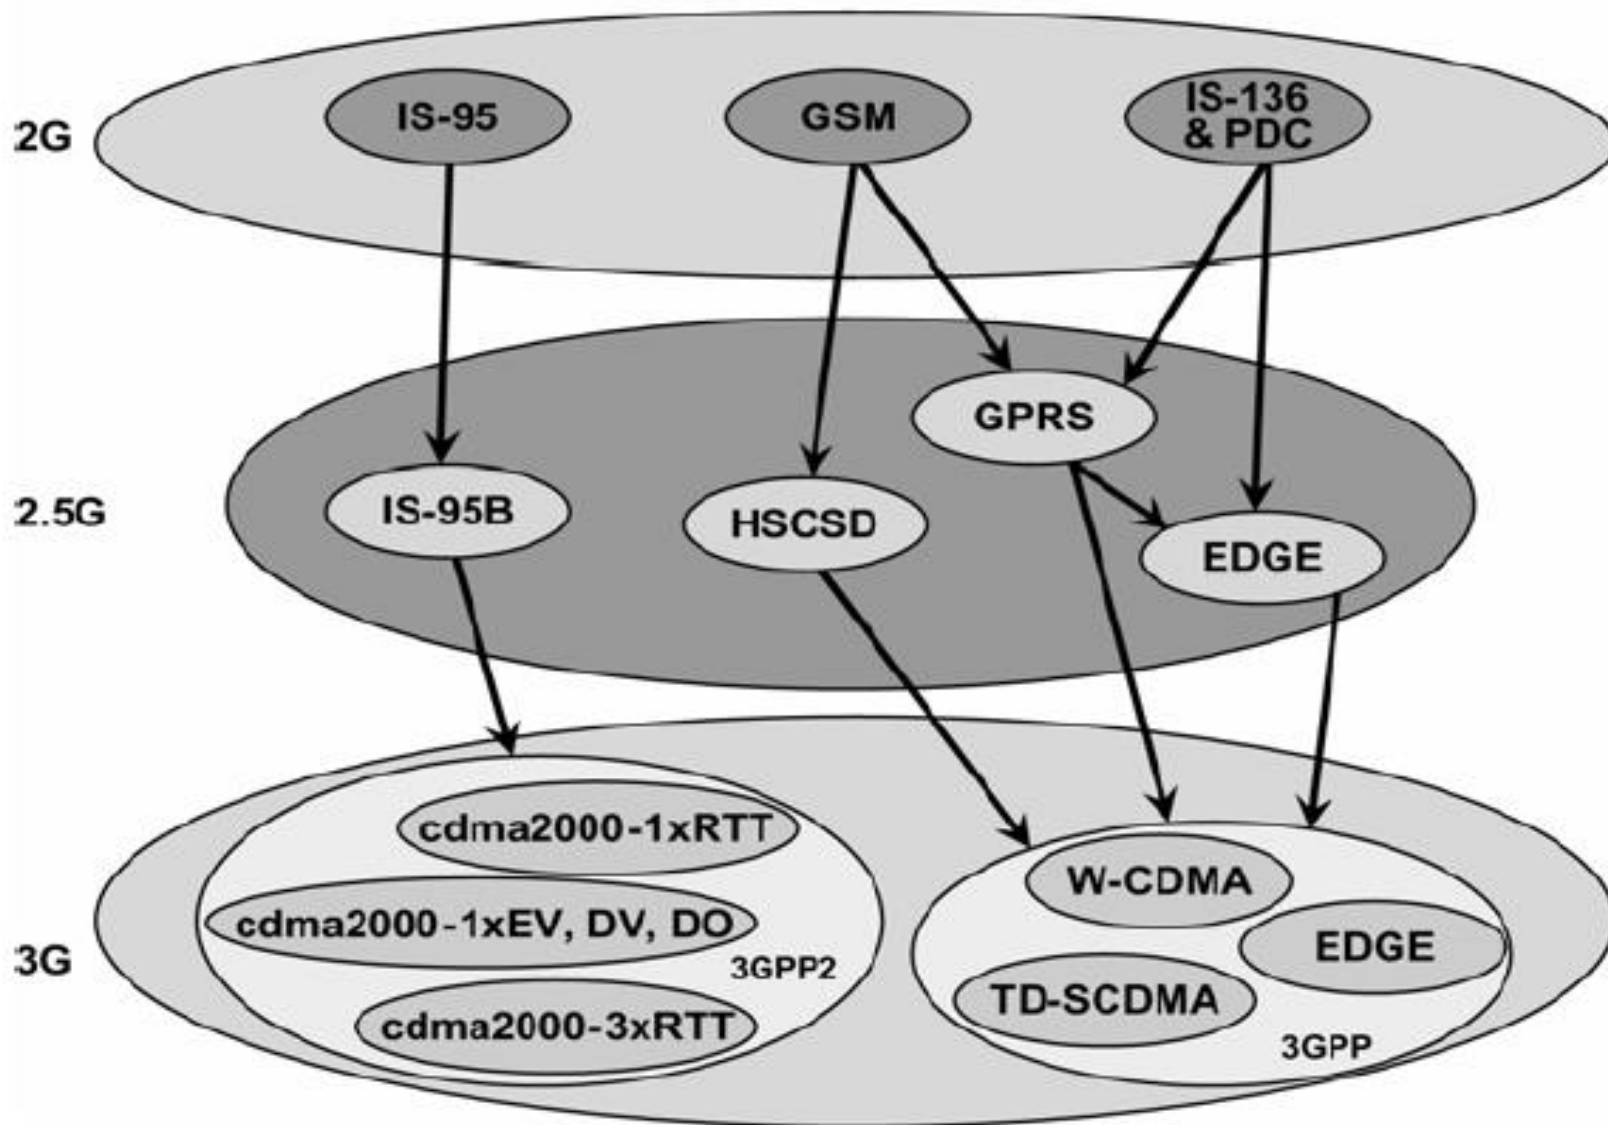 2G
IS-95
GSM
IS-136
& PDC
2.5G
GPRS
IS-95B
HSCSD
EDGE
3G
cdma2000-1xRTT
cdma2000-1xEV, DV, DO
3GPP2
cdma2000-3xRTT
W-CDMA
EDGE
TD-SCDMA
3GPP